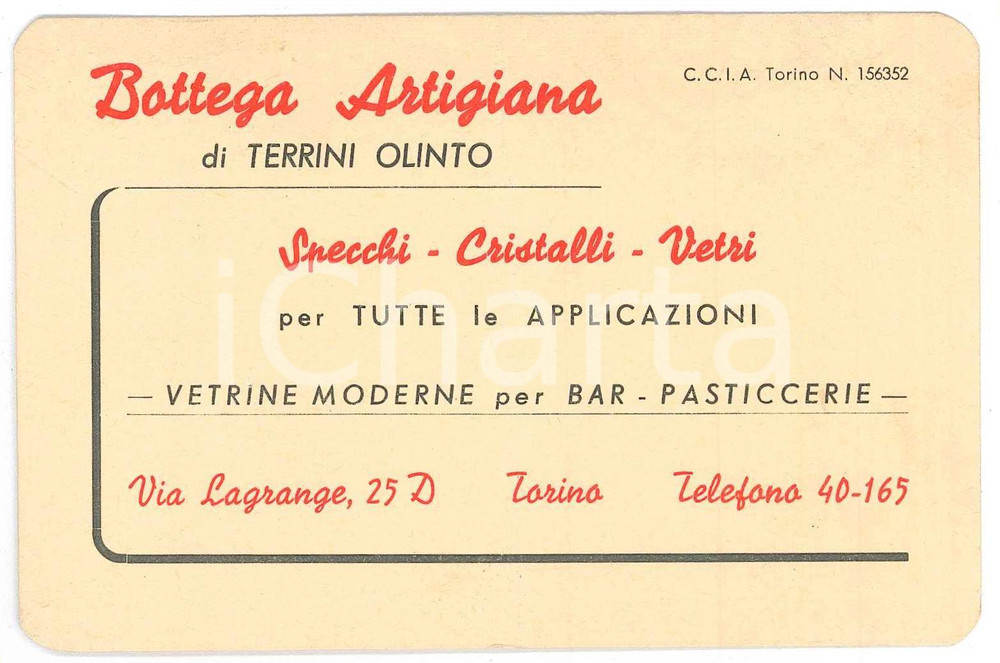 Bottega Artigiana
C.C.I.A. Torino N. 156352
di TERRINI OLINTO
Specchi - Cristalli - Vetri
per TUTTE le APPLICAZIONI
— VETRINE MODERNE per BAR - PASTICCERIE —
Via Lagrange, 25 D Torino Telefono 40-165
iCharta